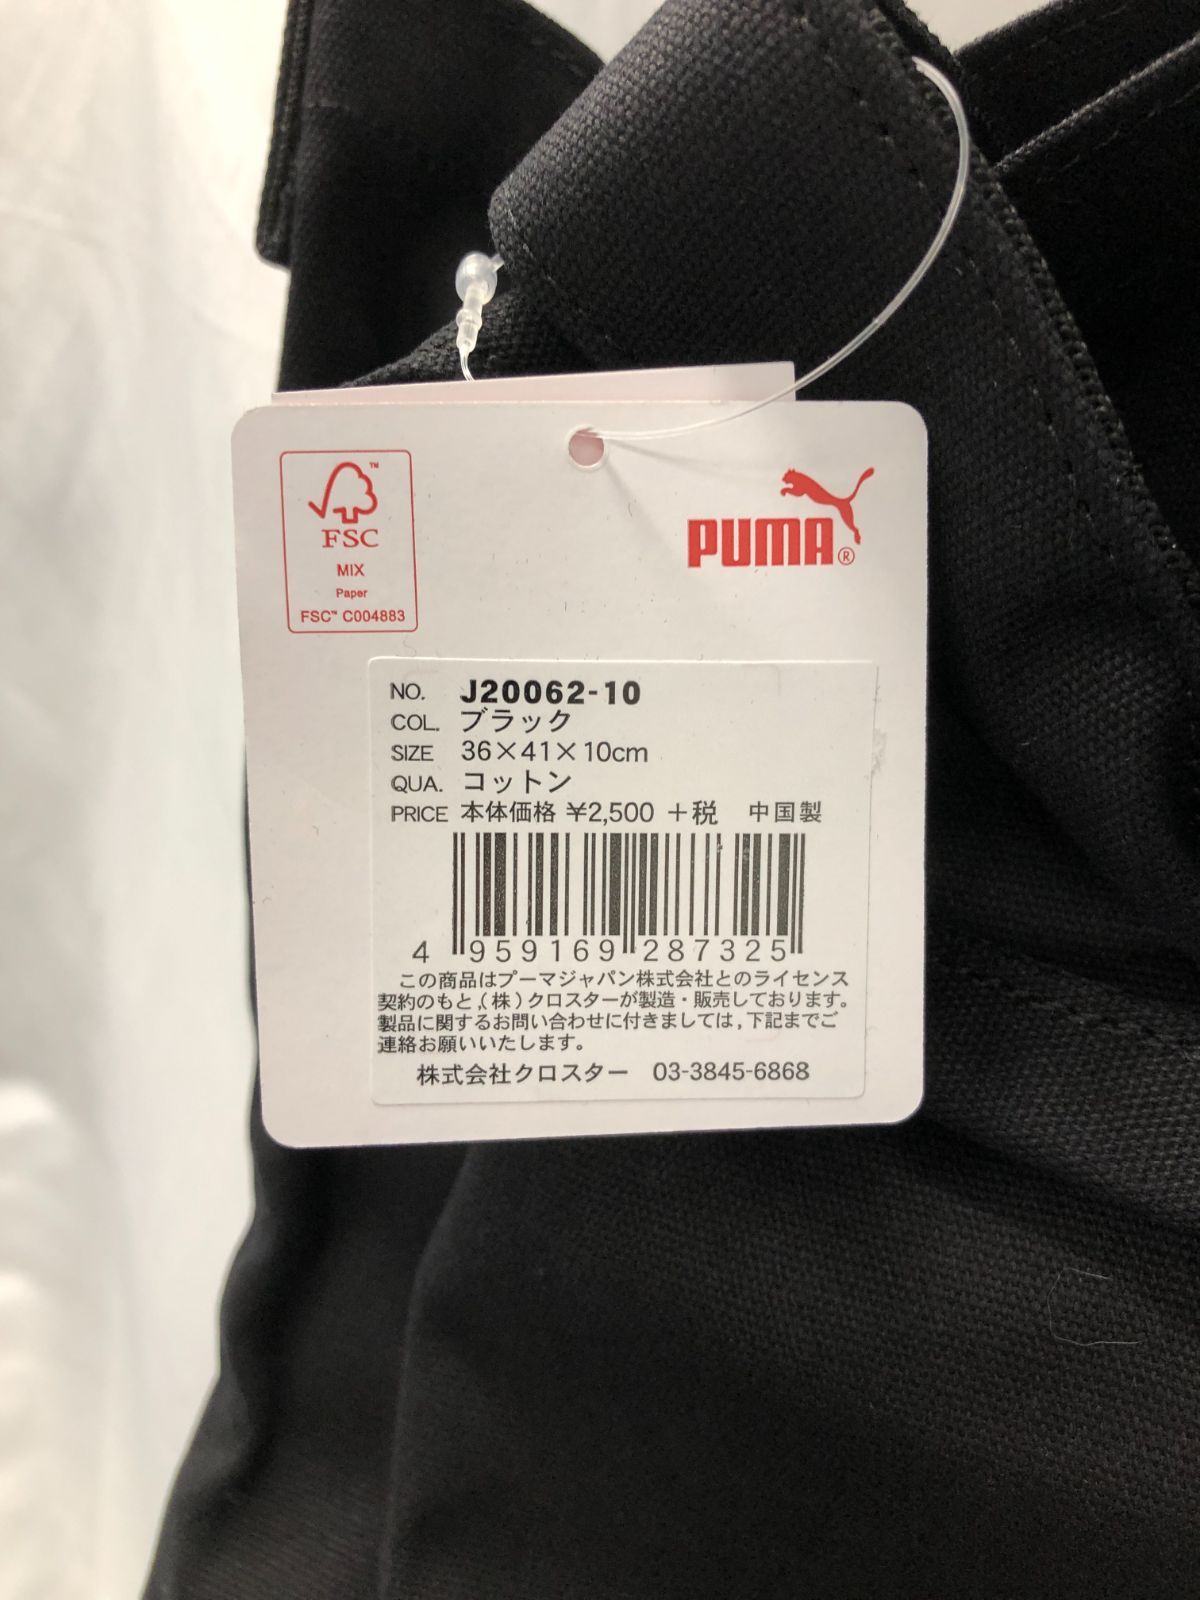 FSC™
MIX
Paper
FSC™ C004883
PUMA®
NO. J20062-10
COL. ブラック
SIZE 36×41×10cm
QUA. コットン
PRICE 本体価格 ¥2,500 +税 中国製
4 959169 287325
この商品はプーマジャパン株式会社とのライセンス
契約のもと,(株)クロスターが製造・販売しております。
製品に関するお問い合わせに付きましては,下記までご
連絡お願いいたします。
株式会社クロスター 03-3845-6868